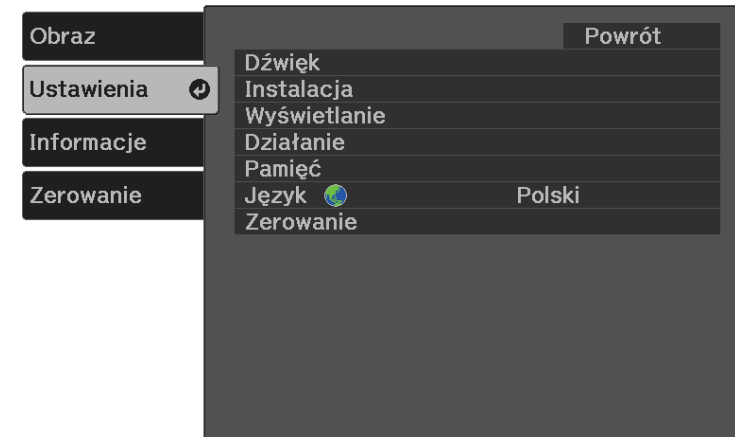 Obraz
Ustawienia
Informacje
Zerowanie
Powrót
Dźwięk
Instalacja
Wyświetlanie
Działanie
Pamięć
Język Polski
Zerowanie